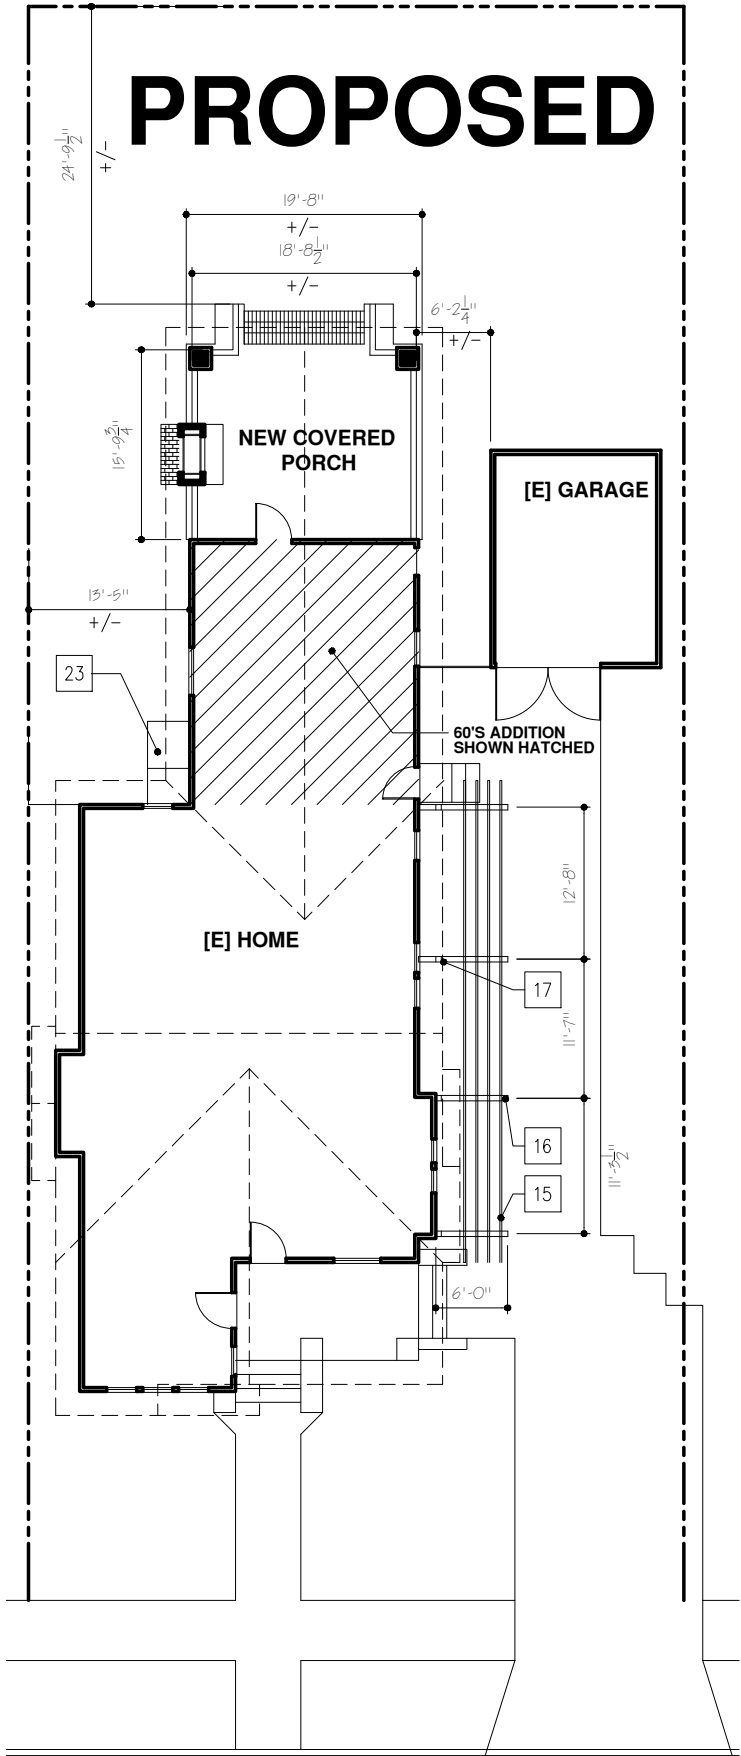 PROPOSED
24'-9 1/2"
+/-
19'-8"
+/-
18'-8 1/2"
+/-
6'-2 1/4"
+/-
15'-9 3/4"
NEW COVERED
PORCH
[E] GARAGE
13'-5"
+/-
23
60'S ADDITION
SHOWN HATCHED
12'-8"
[E] HOME
17
11'-7"
16
11'-3 1/2"
15
6'-0"